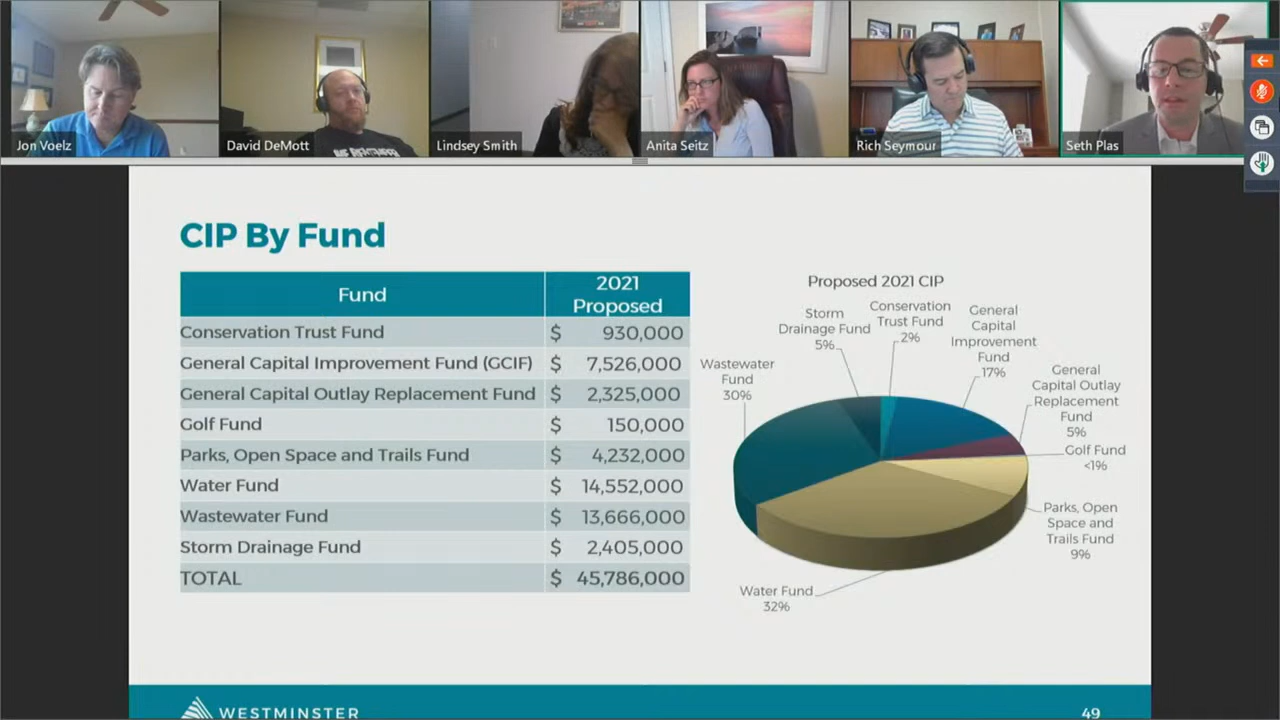 Jon Voelz
David DeMott
Lindsey Smith
Anita Seitz
Rich Seymour
Seth Plas
CIP By Fund
Fund
2021
Proposed
Conservation Trust Fund $ 930,000
General Capital Improvement Fund (GCIF) $ 7,526,000
General Capital Outlay Replacement Fund $ 2,325,000
Golf Fund $ 150,000
Parks, Open Space and Trails Fund $ 4,232,000
Water Fund $ 14,552,000
Wastewater Fund $ 13,666,000
Storm Drainage Fund $ 2,405,000
TOTAL $ 45,786,000
Proposed 2021 CIP
Wastewater
Fund
30%
Storm
Drainage Fund
5%
Conservation
Trust Fund
2%
General
Capital
Improvement
Fund
17%
General
Capital Outlay
Replacement
Fund
5%
Golf Fund
<1%
Parks, Open
Space and
Trails Fund
9%
Water Fund
32%
WESTMINSTER
49